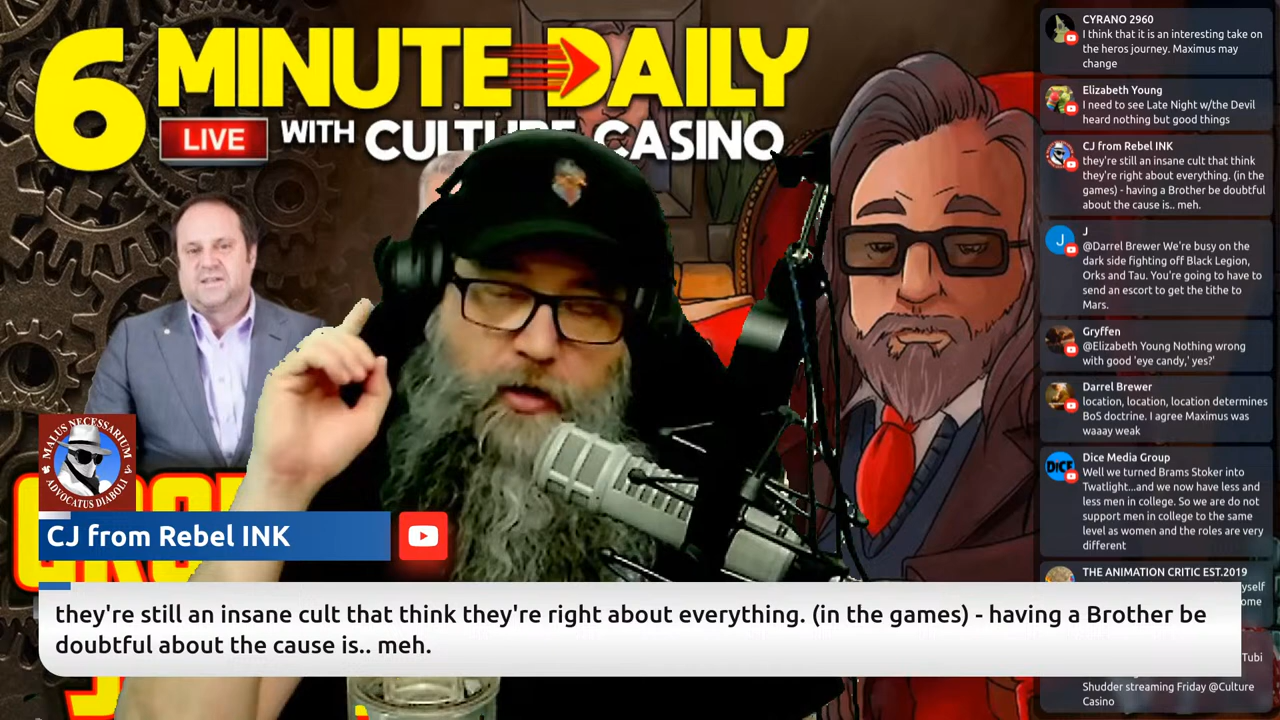 6 MINUTE DAILY
LIVE WITH CULTURE CASINO
MALUS NECESSARIUM
ADVOCATUS DIABOLI
CJ from Rebel INK
they're still an insane cult that think they're right about everything. (in the games) - having a Brother be
doubtful about the cause is.. meh.
CYRANO 2960
I think that it is an interesting take on
the heros journey. Maximus may
change
Elizabeth Young
I need to see Late Night w/the Devil
heard nothing but good things
CJ from Rebel INK
they're still an insane cult that think
they're right about everything. (in the
games) - having a Brother be doubtful
about the cause is.. meh.
J
J
@Darrel Brewer We're busy on the
dark side fighting off Black Legion,
Orks and Tau. You're going to have to
send an escort to get the tithe to
Mars.
Gryffen
@Elizabeth Young Nothing wrong
with good 'eye candy,' yes?'
Darrel Brewer
location, location, location determines
BoS doctrine. I agree Maximus was
waaay weak
Dice Media Group
DICE
Well we turned Brams Stoker into
Twatlight...and we now have less and
less men in college. So we are do not
support men in college to the same
level as women and the roles are very
different
THE ANIMATION CRITIC EST.2019
Tubi
Shudder streaming Friday @Culture
Casino